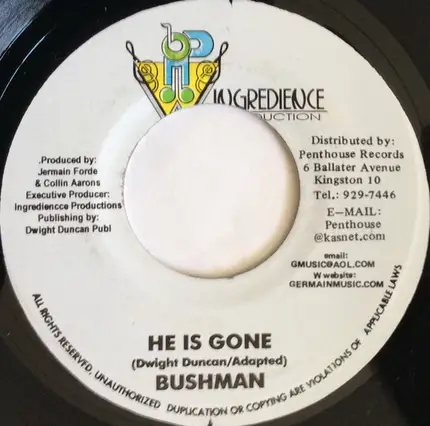 INGREDIENCE
DUCTION
.Produced by:
Jermain Forde
& Collin Aarons
Executive Producer:
Ingrediencce Productions
Publishing by:
Dwight Duncan Publ
Distributed by:
Penthouse Records
6 Ballater Avenue
Kingston 10
Tel.: 929-7446
E-MAIL:
Penthouse
@kasnet.com
email:
GMUSIC@AOL.COM
W website:
GERMAINMUSIC.COM
HE IS GONE
(Dwight Duncan/Adapted)
BUSHMAN
ALL RIGHTS RESERVED, UNAUTHORIZED DUPLICATION OR COPYING ARE VIOLATIONS OF APPLICABLE LAWS